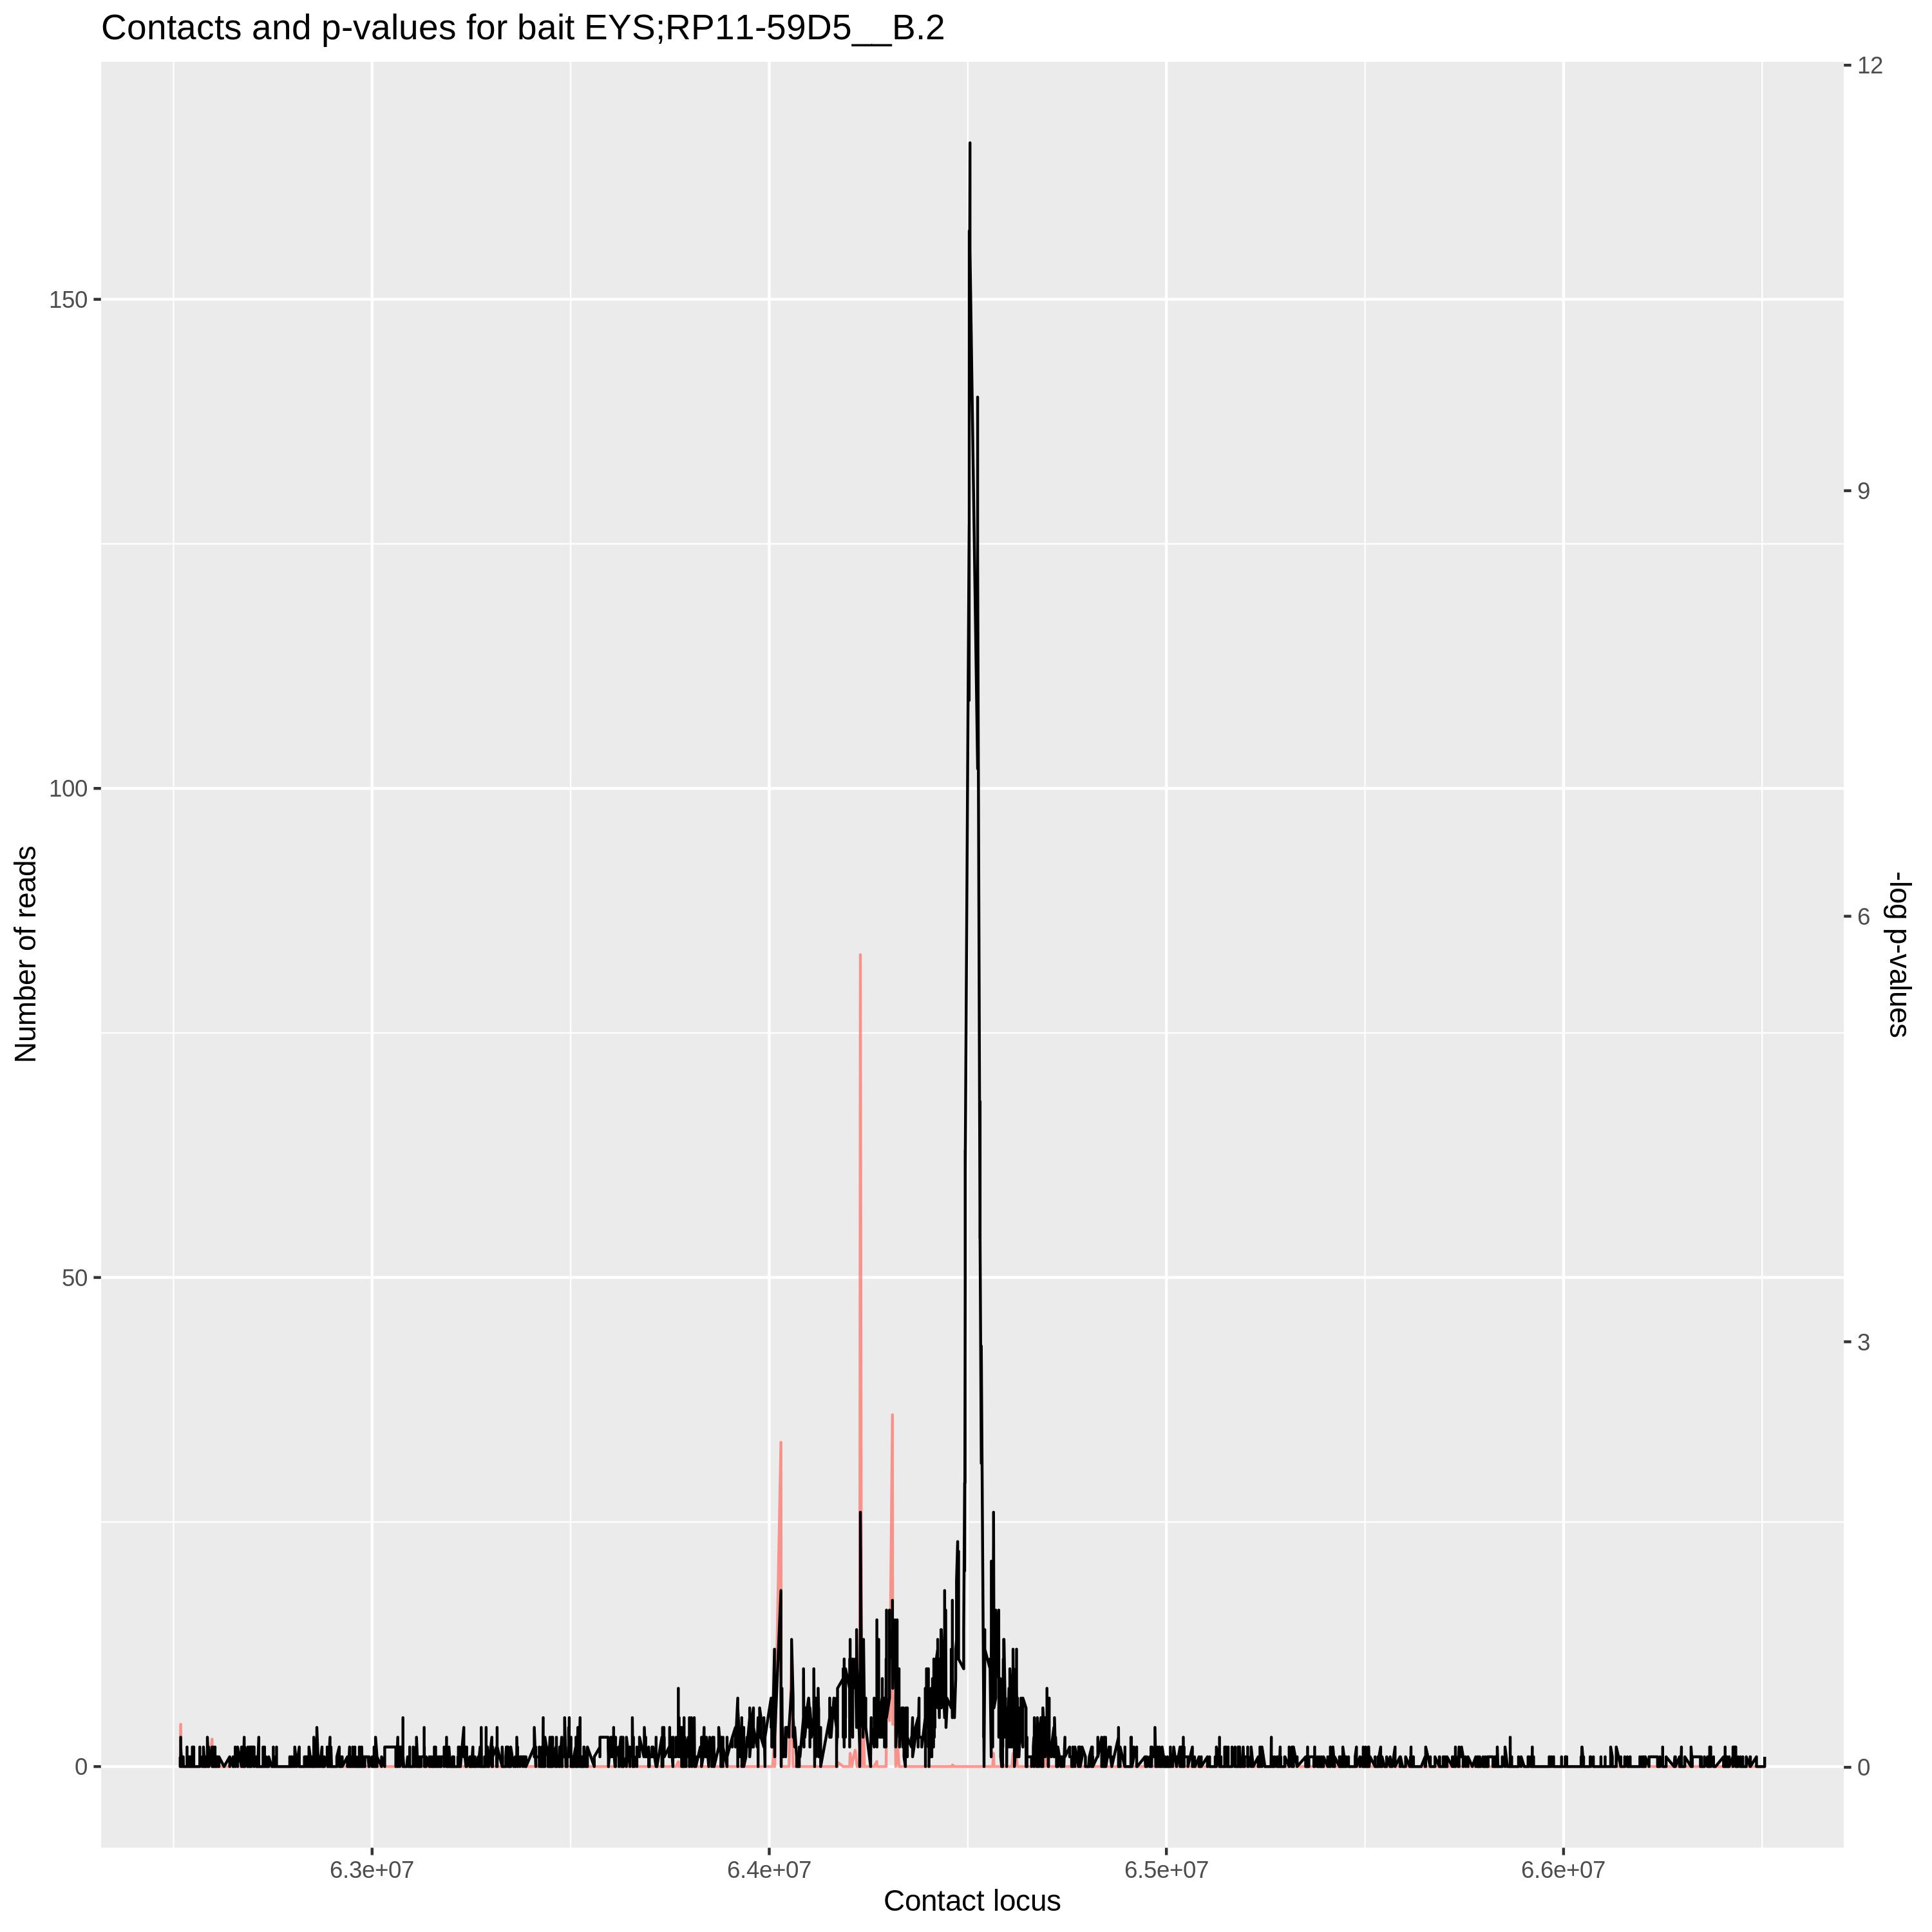 Contacts and p-values for bait EYS;RP11-59D5__B.2
12
150
9
100
6
50
3
0
0
Number of reads
-log p-values
6.3e+07
6.4e+07
6.5e+07
6.6e+07
Contact locus